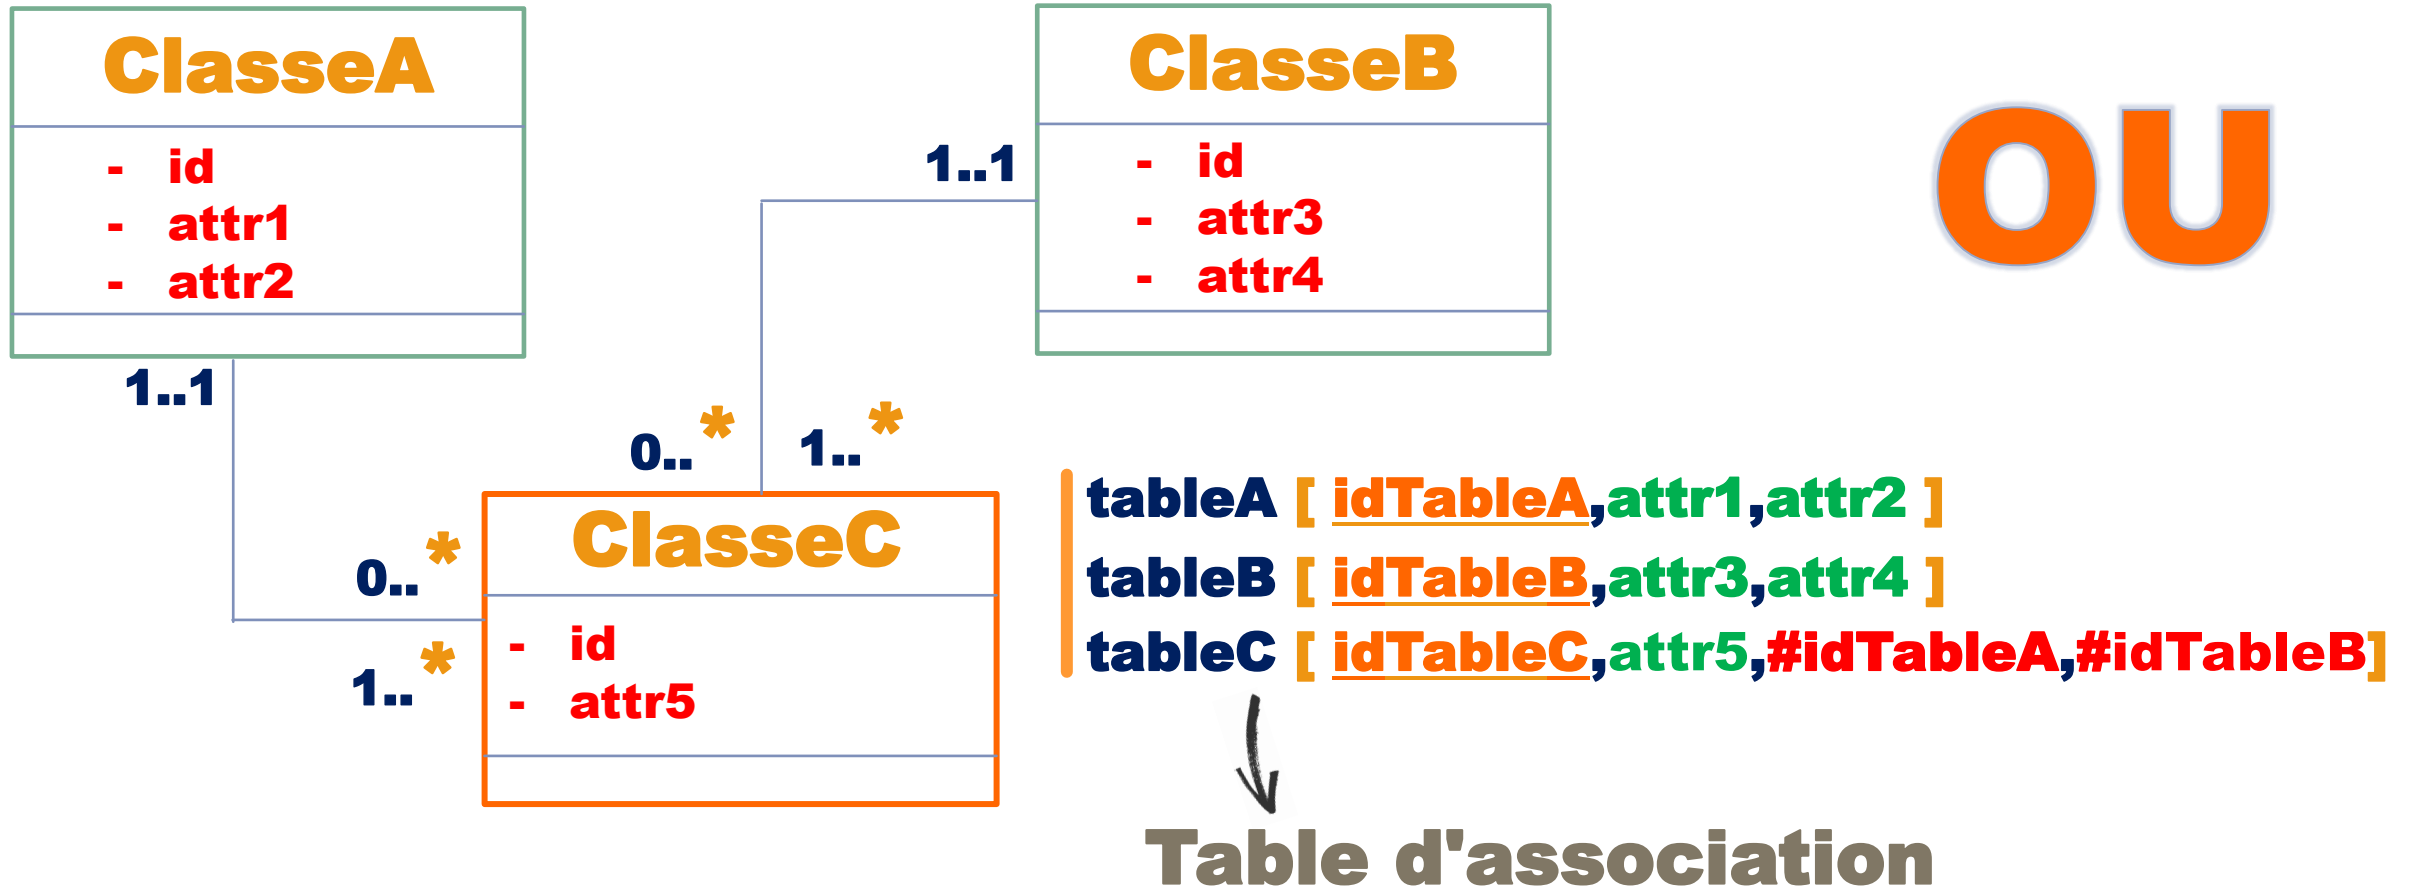 ClasseA
- id
- attr1
- attr2
1..1
0..*
1..*
ClasseB
- id
- attr3
- attr4
1..1
0..*
1..*
ClasseC
- id
- attr5
OU
tableA [ idTableA,attr1,attr2 ]
tableB [ idTableB,attr3,attr4 ]
tableC [ idTableC,attr5,#idTableA,#idTableB]
Table d'association